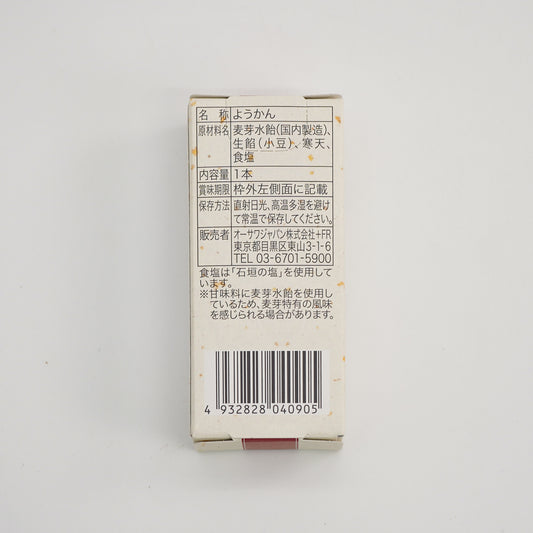 名称 ようかん
原材料名 麦芽水飴(国内製造)、
生餡(小豆)、寒天、
食塩
内容量 1本
賞味期限 枠外左側面に記載
保存方法 直射日光、高温多湿を避け
て常温で保存してください。
販売者 オーサワジャパン株式会社+FR
東京都目黒区東山3-1-6
TEL 03-6701-5900
食塩は「石垣の塩」を使用して
います。
※甘味料に麦芽水飴を使用し
ているため、麦芽特有の風味
を感じられる場合があります。
4 932828 040905